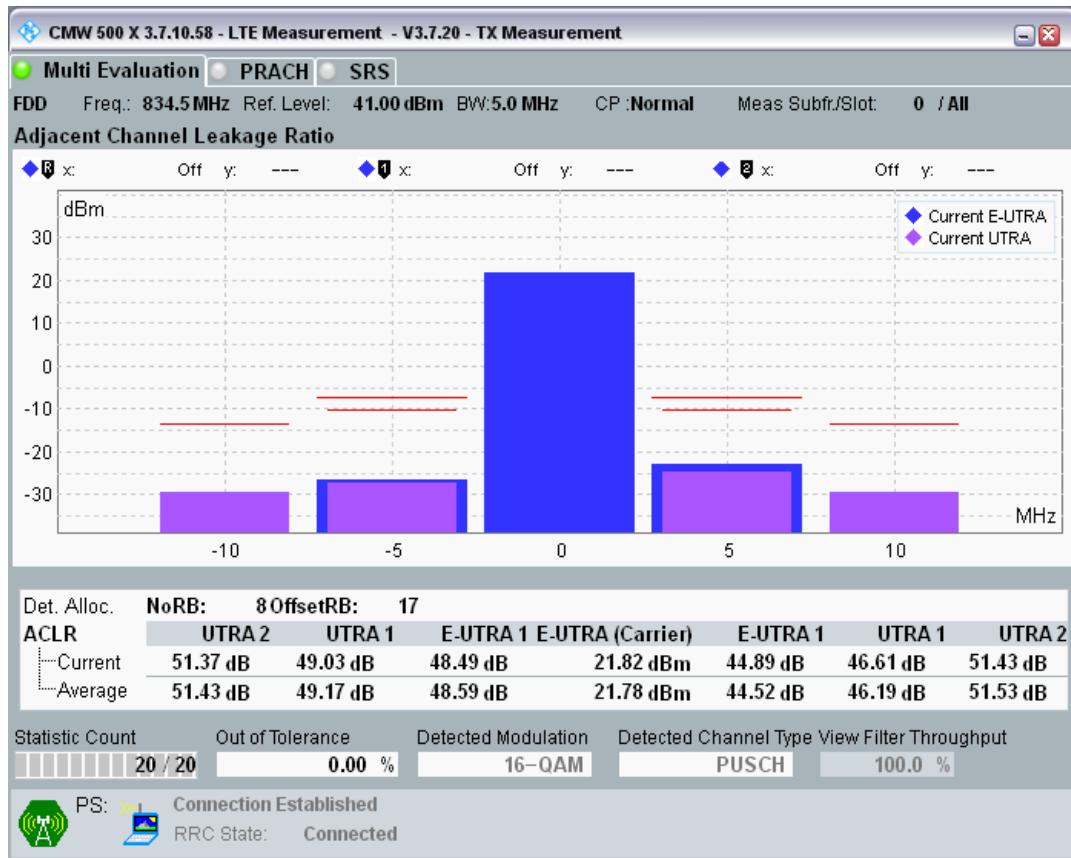 CMW 500 X 3.7.10.58 - LTE Measurement - V3.7.20 - TX Measurement
Multi Evaluation PRACH SRS
FDD Freq.: 834.5 MHz Ref. Level: 41.00 dBm BW:5.0 MHz CP :Normal Meas Subfr./Slot: 0 / All
Adjacent Channel Leakage Ratio
R x: Off y: --- 1 x: Off y: --- 2 x: Off y: ---
dBm
Current E-UTRA
Current UTRA
30
20
10
0
-10
-20
-30
MHz
-10 -5 0 5 10
Det. Alloc. NoRB: 8 OffsetRB: 17
ACLR UTRA 2 UTRA 1 E-UTRA 1 E-UTRA (Carrier) E-UTRA 1 UTRA 1 UTRA 2
Current 51.37 dB 49.03 dB 48.49 dB 21.82 dBm 44.89 dB 46.61 dB 51.43 dB
Average 51.43 dB 49.17 dB 48.59 dB 21.78 dBm 44.52 dB 46.19 dB 51.53 dB
Statistic Count Out of Tolerance Detected Modulation Detected Channel Type View Filter Throughput
20 / 20 0.00 % 16-QAM PUSCH 100.0 %
PS: Connection Established
RRC State: Connected